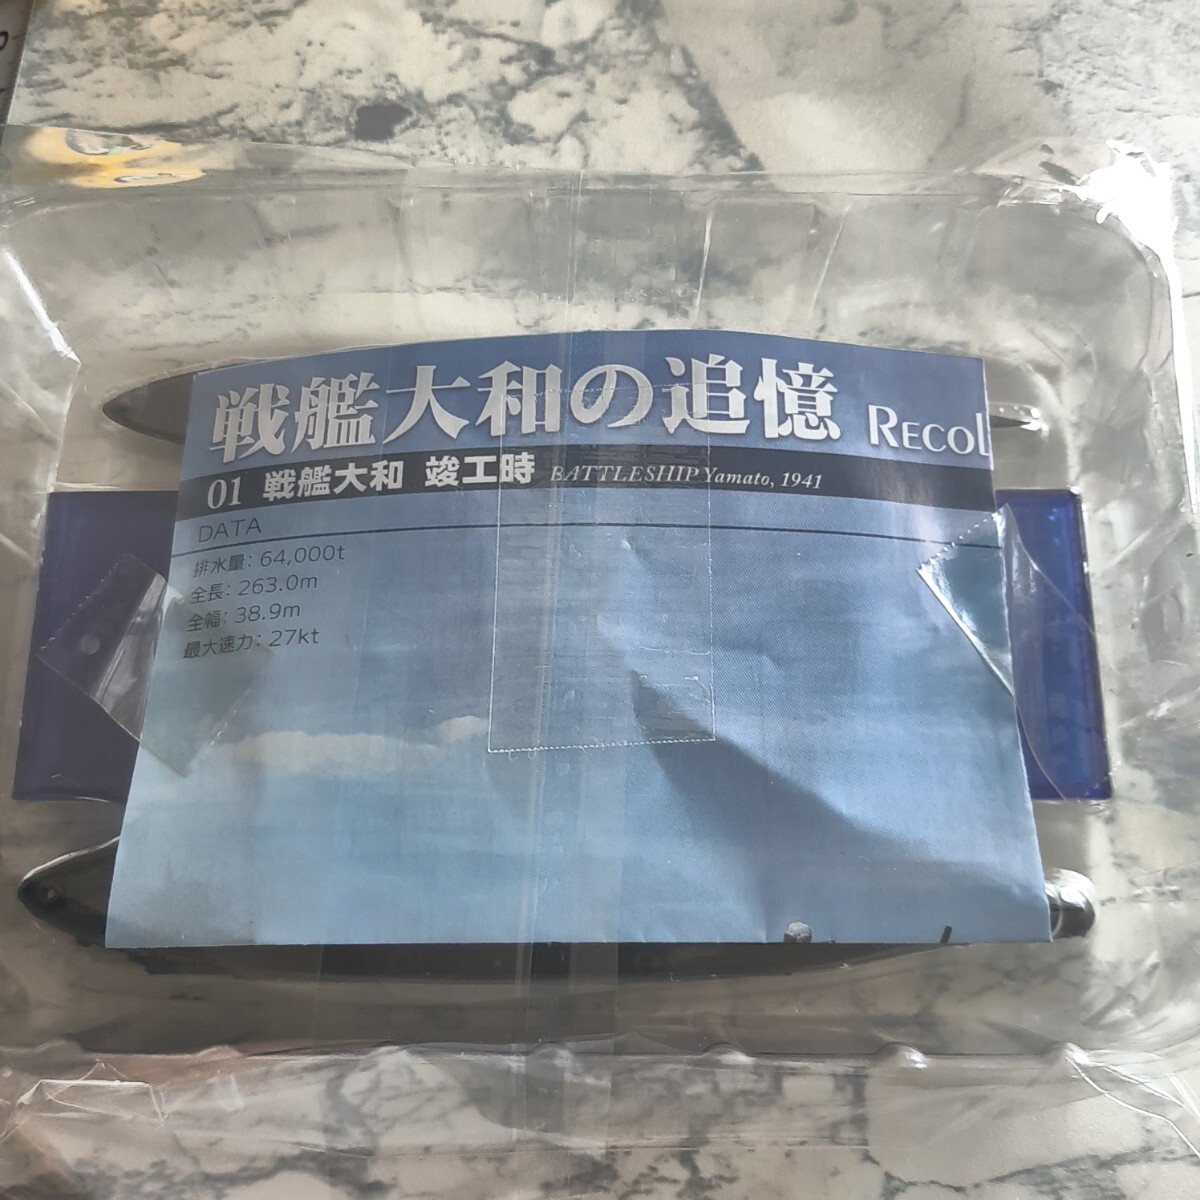 戦艦大和の追憶 RECOL
01 戦艦大和 竣工時 BATTLESHIP Yamato, 1941
DATA
排水量: 64,000t
全長: 263.0m
全幅: 38.9m
最大速力: 27kt